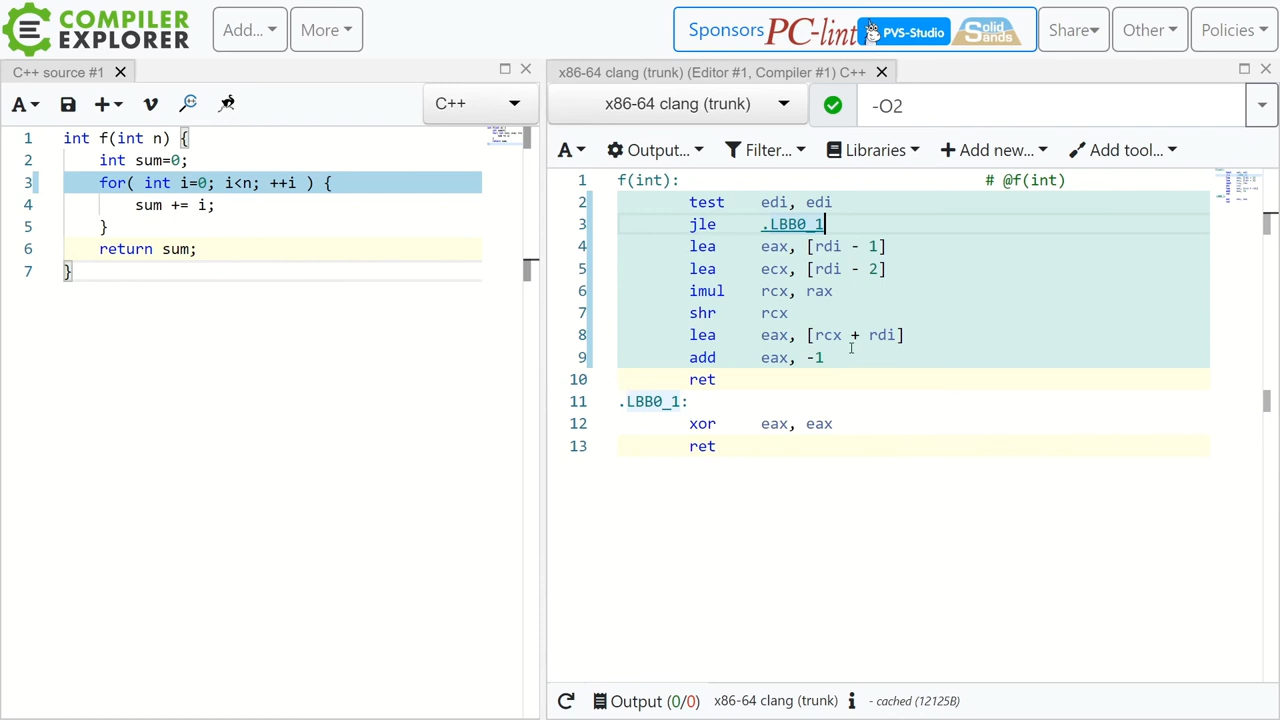 COMPILER
EXPLORER
Add...
More
Sponsors PC-lint PVS-Studio Solid Sands
Share
Other
Policies
C++ source #1
A
C++
1 int f(int n) {
2 int sum=0;
3 for( int i=0; i<n; ++i ) {
4 sum += i;
5 }
6 return sum;
7 }
x86-64 clang (trunk) (Editor #1, Compiler #1) C++
x86-64 clang (trunk)
-O2
A Output... Filter... Libraries Add new... Add tool...
1 f(int): # @f(int)
2 test edi, edi
3 jle .LBB0_1
4 lea eax, [rdi - 1]
5 lea ecx, [rdi - 2]
6 imul rcx, rax
7 shr rcx
8 lea eax, [rcx + rdi]
9 add eax, -1
10 ret
11 .LBB0_1:
12 xor eax, eax
13 ret
Output (0/0) x86-64 clang (trunk) i - cached (12125B)